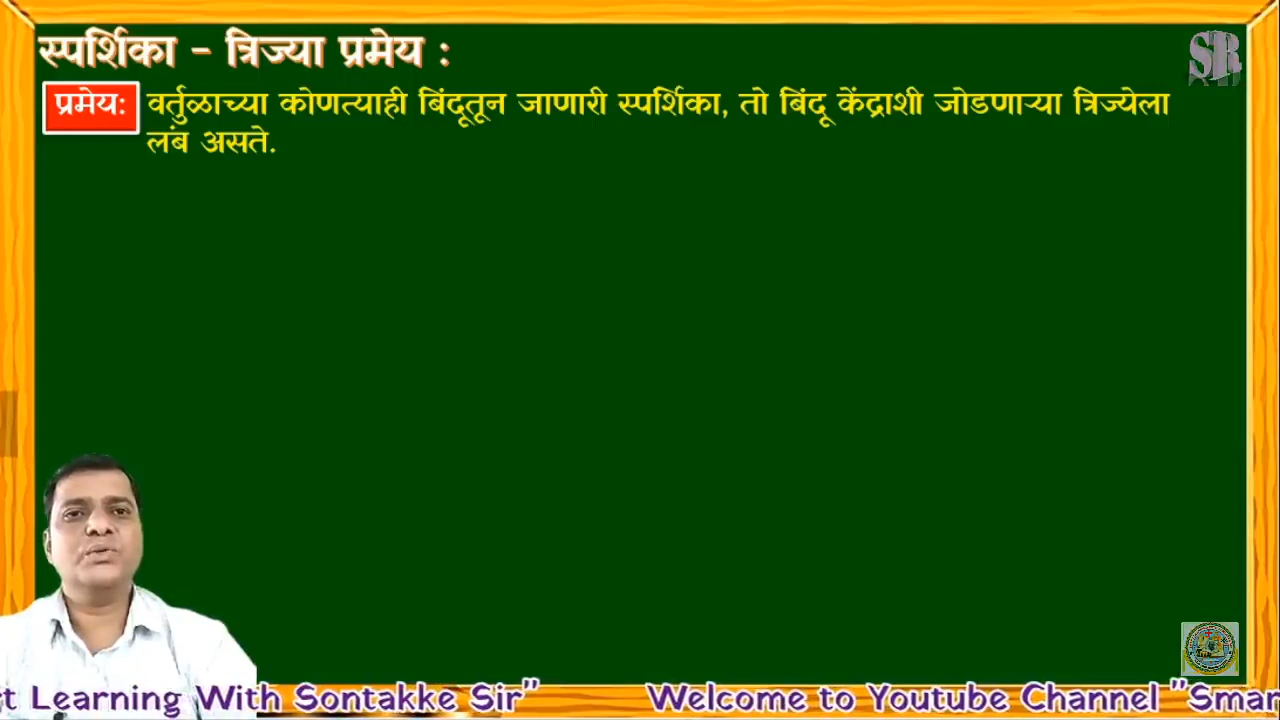 स्पर्शिका - त्रिज्या प्रमेय :
SR
प्रमेय: वर्तुळाच्या कोणत्याही बिंदूतून जाणारी स्पर्शिका, तो बिंदू केंद्राशी जोडणाऱ्या त्रिज्येला
लंब असते.
t Learning With Sontakke Sir" Welcome to Youtube Channel "Smar